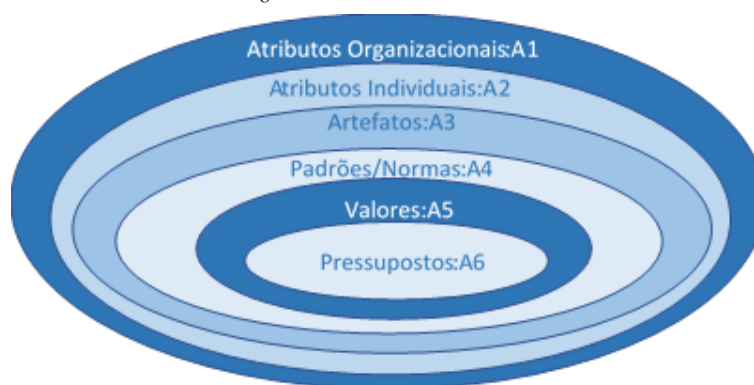 Atributos Organizacionais:A1
Atributos Individuais:A2
Artefatos:A3
Padrões/Normas:A4
Valores:A5
Pressupostos:A6